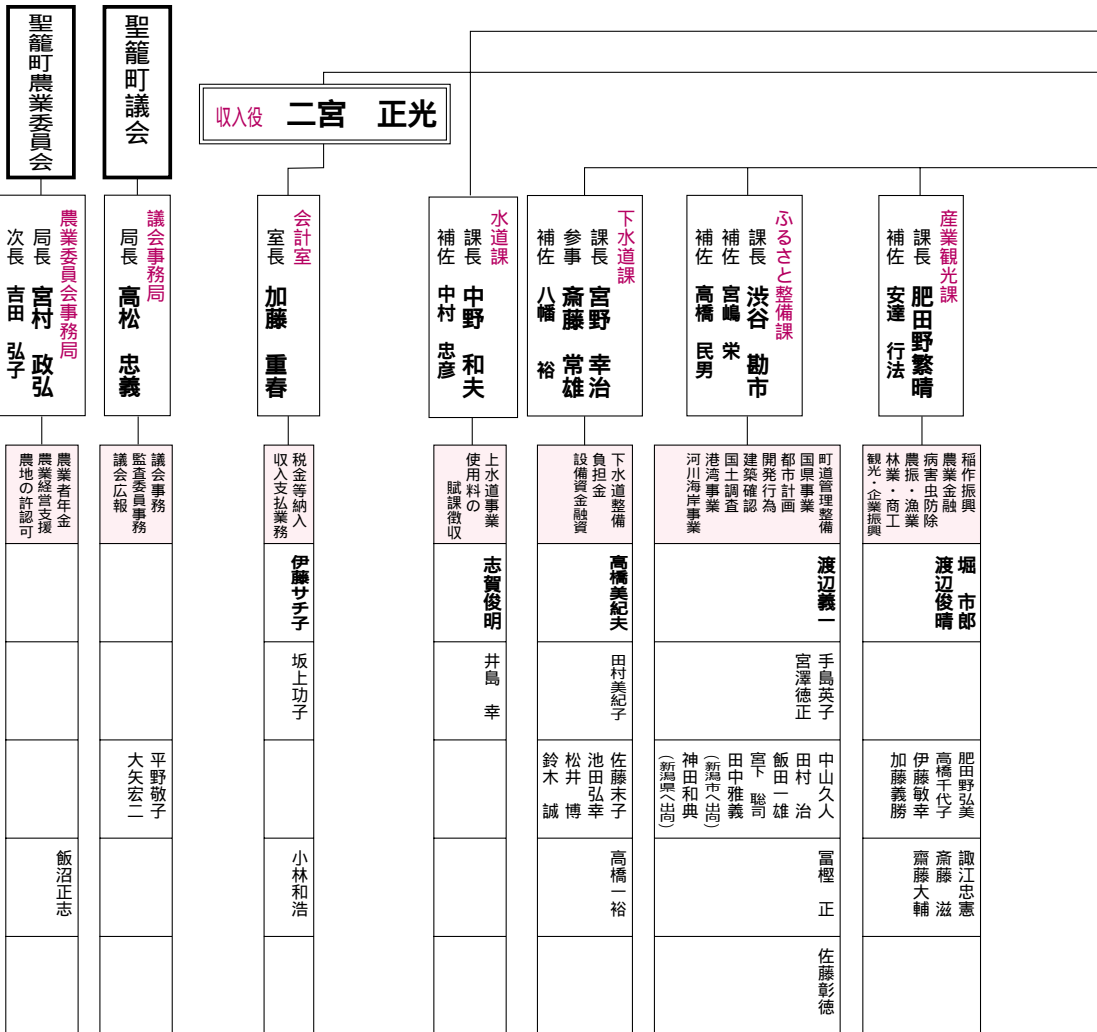 収入役 二宮 正光
産業観光課
課長 肥田野繁晴
補佐 安達 行法
稲作振興
農業金融
病害虫防除
農振・漁業
林業・商工
観光・企業振興
堀 市郎
渡辺俊晴
肥田野弘美
高橋千代子
伊藤敏幸
加藤義勝
諏江忠憲
斎藤 滋
齋藤大輔
ふるさと整備課
課長 渋谷 勘市
補佐 宮嶋 栄
補佐 高橋 民男
町道管理整備
国県事業
都市計画
開発行為
建築確認
国土調査
港湾事業
河川海岸事業
渡辺義一
手島英子
宮澤徳正
中山久人
田村 治
飯田一雄
宮下 聡司
田中雅義
(新潟市へ出向)
神田和典
(新潟県へ出向)
冨樫 正
佐藤彰徳
下水道課
課長 宮野 幸治
参事 斎藤 常雄
補佐 八幡 裕
下水道整備
負担金
設備資金融資
高橋美紀夫
田村美紀子
佐藤末子
池田弘幸
松井 博
鈴木 誠
高橋一裕
水道課
課長 中野 和夫
補佐 中村 忠彦
上水道事業
使用料の
賦課徴収
志賀俊明
井島 幸
会計室
室長 加藤 重春
税金等納入
収入支払業務
伊藤サチ子
坂上功子
小林和浩
聖籠町議会
議会事務局
局長 高松 忠義
議会事務
監査委員事務
議会広報
平野敬子
大矢宏二
聖籠町農業委員会
農業委員会事務局
局長 宮村 政弘
次長 吉田 弘子
農業者年金
農業経営支援
農地の許認可
飯沼正志